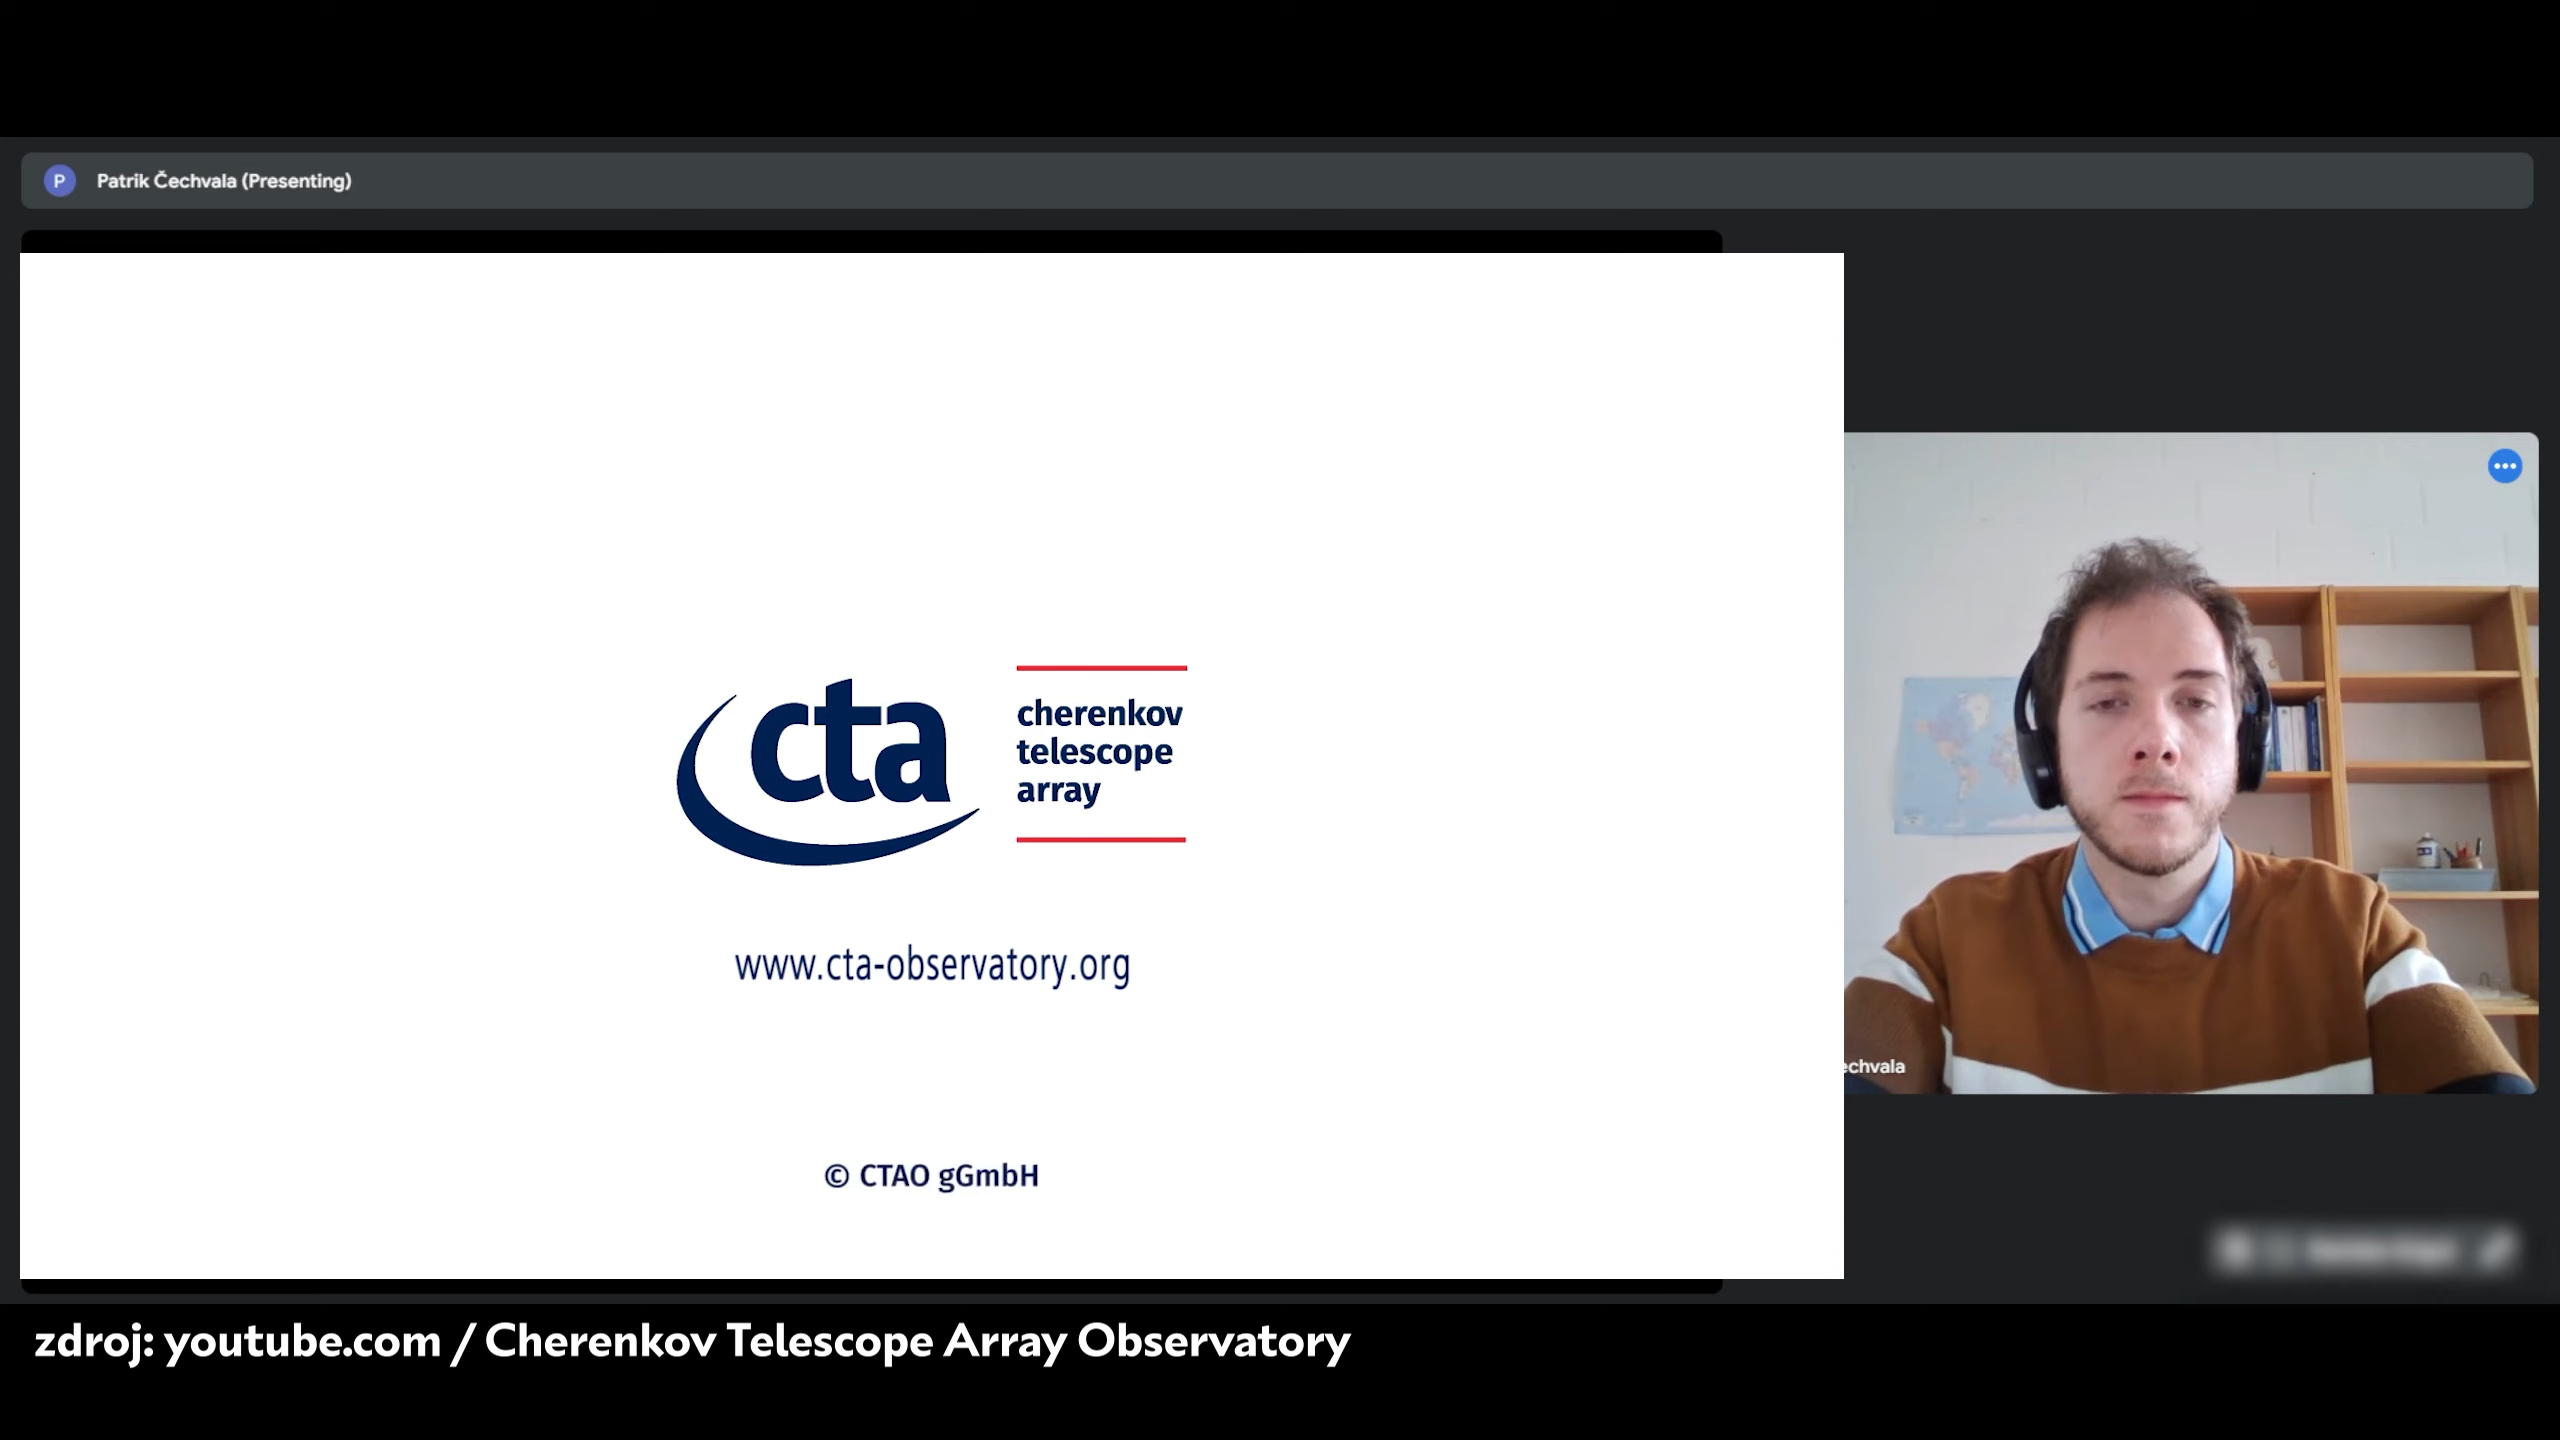 P
Patrik Čechvala (Presenting)
cta
cherenkov
telescope
array
www.cta-observatory.org
© CTAO gGmbH
echvala
zdroj: youtube.com / Cherenkov Telescope Array Observatory